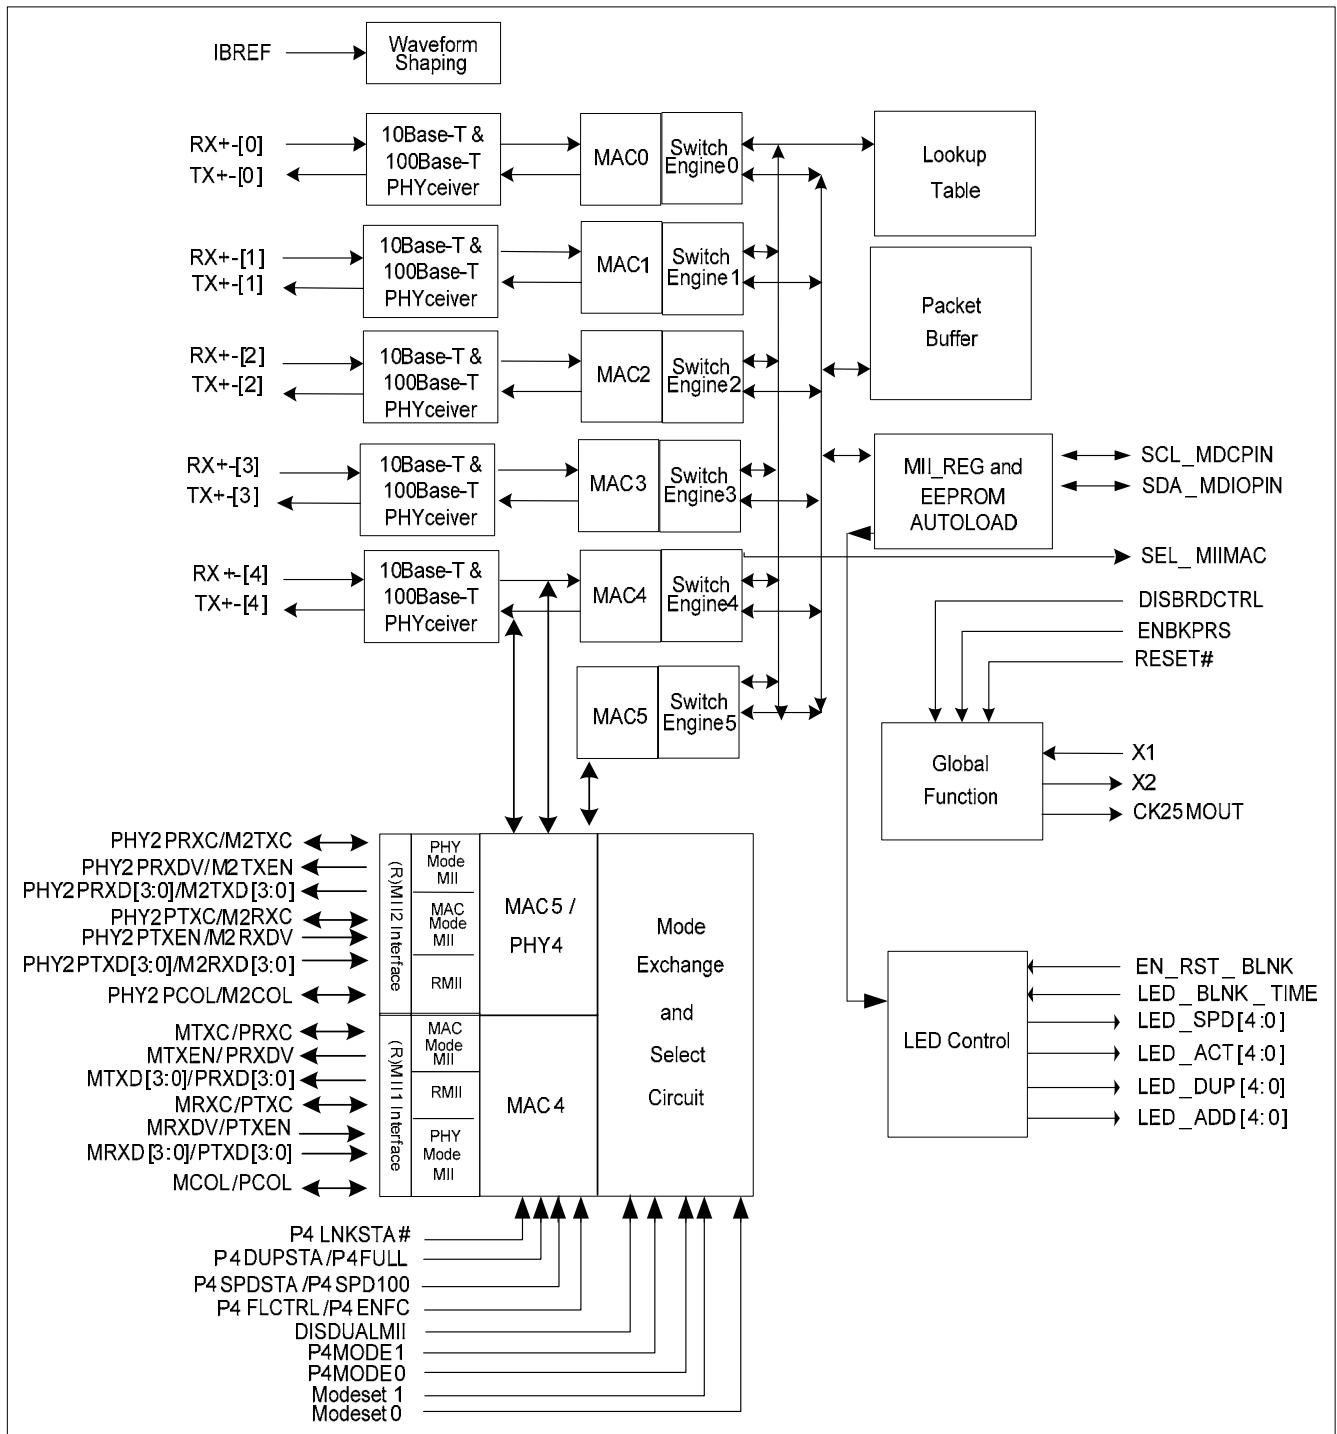 IBREF
Waveform
Shaping
RX+-[0]
TX+-[0]
10Base-T &
100Base-T
PHYceiver
MAC0
Switch
Engine0
Lookup
Table
RX+-[1]
TX+-[1]
10Base-T &
100Base-T
PHYceiver
MAC1
Switch
Engine1
Packet
Buffer
RX+-[2]
TX+-[2]
10Base-T &
100Base-T
PHYceiver
MAC2
Switch
Engine2
RX+-[3]
TX+-[3]
10Base-T &
100Base-T
PHYceiver
MAC3
Switch
Engine3
MII_REG and
EEPROM
AUTOLOAD
SCL_MDCPIN
SDA_MDIOPIN
SEL_MIIMAC
RX+-[4]
TX+-[4]
10Base-T &
100Base-T
PHYceiver
MAC4
Switch
Engine4
DISBRDCTRL
ENBKPRS
RESET#
MAC5
Switch
Engine5
Global
Function
X1
X2
CK25MOUT
PHY2PRXC/M2TXC
PHY2PRXDV/M2TXEN
PHY2PRXD[3:0]/M2TXD[3:0]
PHY2PTXC/M2RXC
PHY2PTXEN/M2RXDV
PHY2PTXD[3:0]/M2RXD[3:0]
PHY2PCOL/M2COL
(R)MII2 Interface
PHY
Mode
MII
MAC
Mode
MII
RMII
MAC5 /
PHY4
Mode
Exchange
and
Select
Circuit
MTXC/PRXC
MTXEN/PRXDV
MTXD[3:0]/PRXD[3:0]
MRXC/PTXC
MRXDV/PTXEN
MRXD[3:0]/PTXD[3:0]
MCOL/PCOL
(R)MII1 Interface
MAC
Mode
MII
RMII
PHY
Mode
MII
MAC4
LED Control
EN_RST_BLNK
LED_BLNK_TIME
LED_SPD[4:0]
LED_ACT[4:0]
LED_DUP[4:0]
LED_ADD[4:0]
P4LNKSTA#
P4DUPSTA/P4FULL
P4SPDSTA/P4SPD100
P4FLCTRL/P4ENFC
DISDUALMII
P4MODE1
P4MODE0
Modeset1
Modeset0